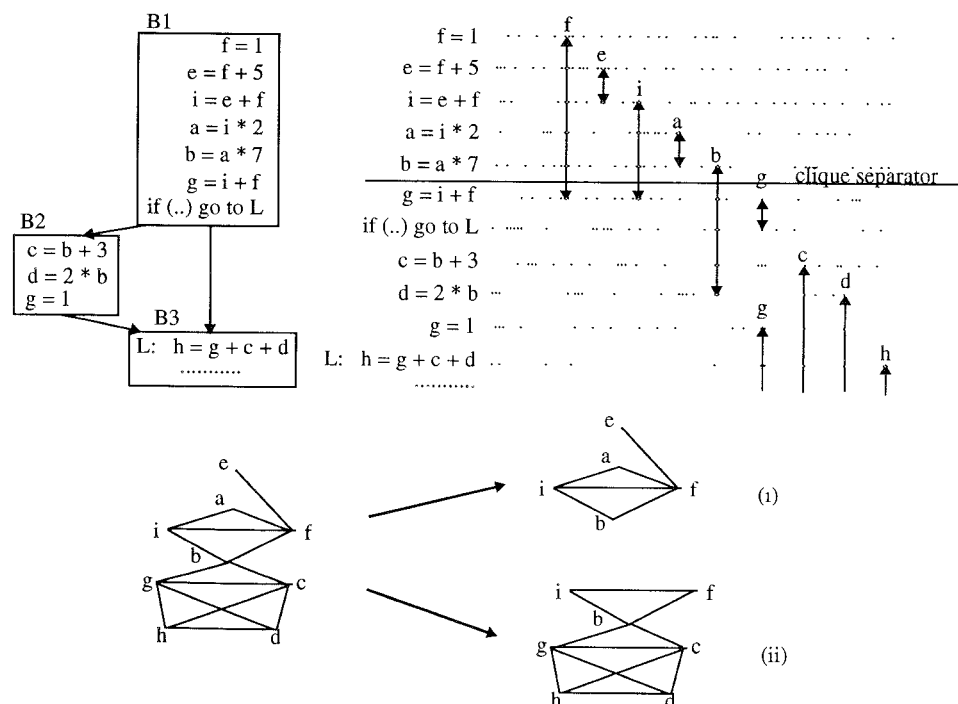 B1
f = 1
e = f + 5
i = e + f
a = i * 2
b = a * 7
g = i + f
if (..) go to L
B2
c = b + 3
d = 2 * b
g = 1
B3
L: h = g + c + d
...........
f = 1
e = f + 5
i = e + f
a = i * 2
b = a * 7
g = i + f
if (..) go to L
c = b + 3
d = 2 * b
g = 1
L: h = g + c + d
...........
f
e
i
a
b
g
clique separator
c
d
g
h
e
a
i
f
b
g
c
h
d
e
a
i
f
b
(1)
i
f
b
g
c
h
d
(ii)